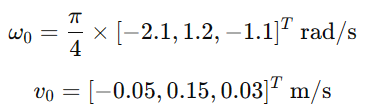 ω₀ = π/4 × [−2.1, 1.2, −1.1]ᵀ rad/s
v₀ = [−0.05, 0.15, 0.03]ᵀ m/s